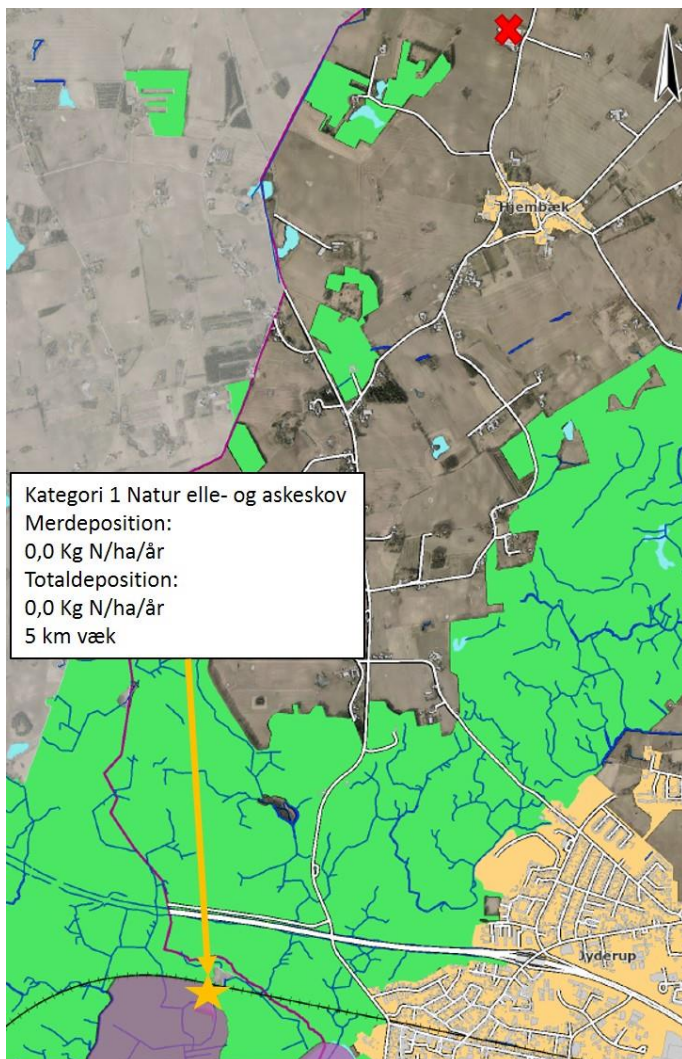 Hjembæk
Kategori 1 Natur elle- og askeskov
Merdeposition:
0,0 Kg N/ha/år
Totaldeposition:
0,0 Kg N/ha/år
5 km væk
Jyderup